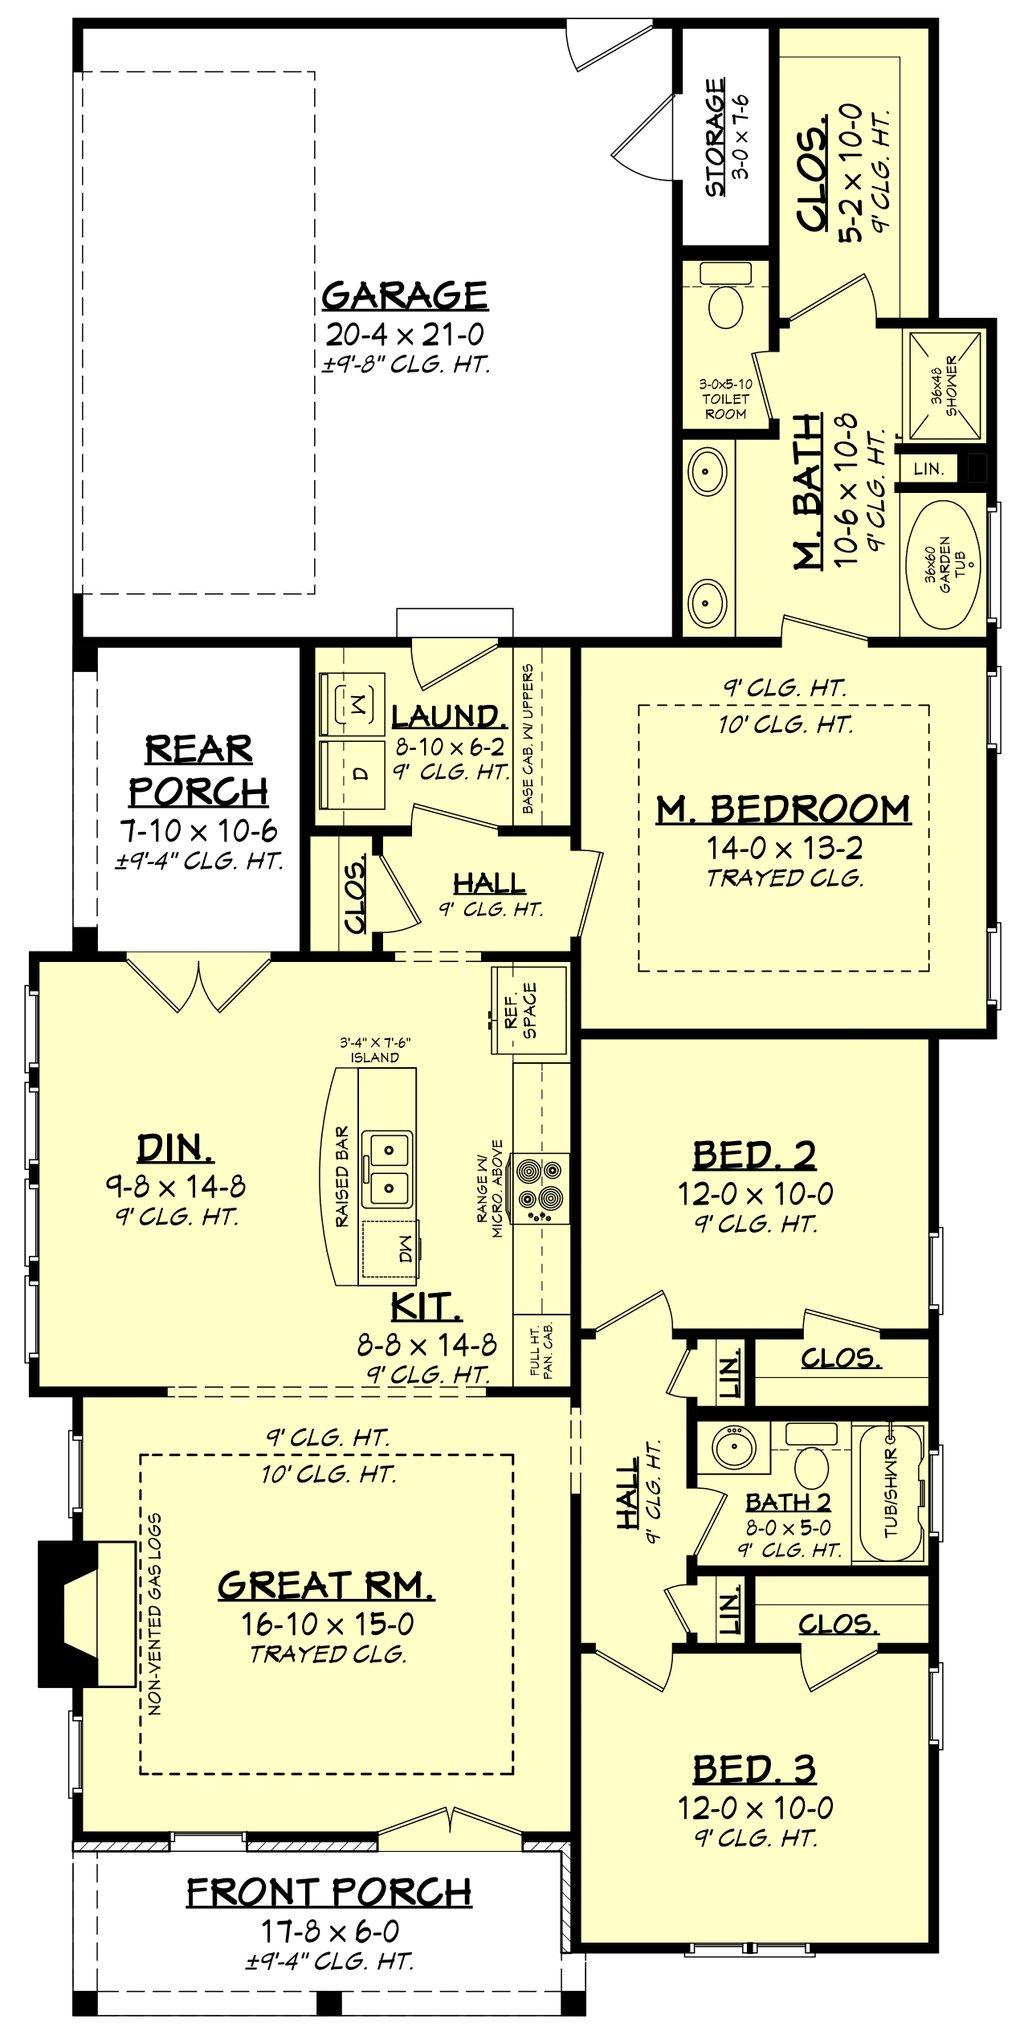 STORAGE
3-0 x 7-6
CLOS.
5-2 x 10-0
9' CLG. HT.
GARAGE
20-4 x 21-0
±9'-8" CLG. HT.
3-0x5-10
TOILET
ROOM
36x48
SHOWER
M. BATH
10-6 x 10-8
9' CLG. HT.
LIN.
36x60
GARDEN
TUB
REAR
PORCH
7-10 x 10-6
±9'-4" CLG. HT.
M
D
LAUND.
8-10 x 6-2
9' CLG. HT.
BASE CAB. W/ UPPERS
9' CLG. HT.
10' CLG. HT.
M. BEDROOM
14-0 x 13-2
TRAYED CLG.
CLOS.
HALL
9' CLG. HT.
REF.
SPACE
3'-4" X 7'-6"
ISLAND
RAISED BAR
DW
RANGE W/
MICRO. ABOVE
DIN.
9-8 x 14-8
9' CLG. HT.
KIT.
8-8 x 14-8
9' CLG. HT.
FULL HT.
PAN. CAB.
BED. 2
12-0 x 10-0
9' CLG. HT.
LIN.
CLOS.
9' CLG. HT.
10' CLG. HT.
GREAT RM.
16-10 x 15-0
TRAYED CLG.
NON-VENTED GAS LOGS
HALL
9' CLG. HT.
BATH 2
8-0 x 5-0
9' CLG. HT.
TUB/SHWR
LIN.
CLOS.
BED. 3
12-0 x 10-0
9' CLG. HT.
FRONT PORCH
17-8 x 6-0
±9'-4" CLG. HT.